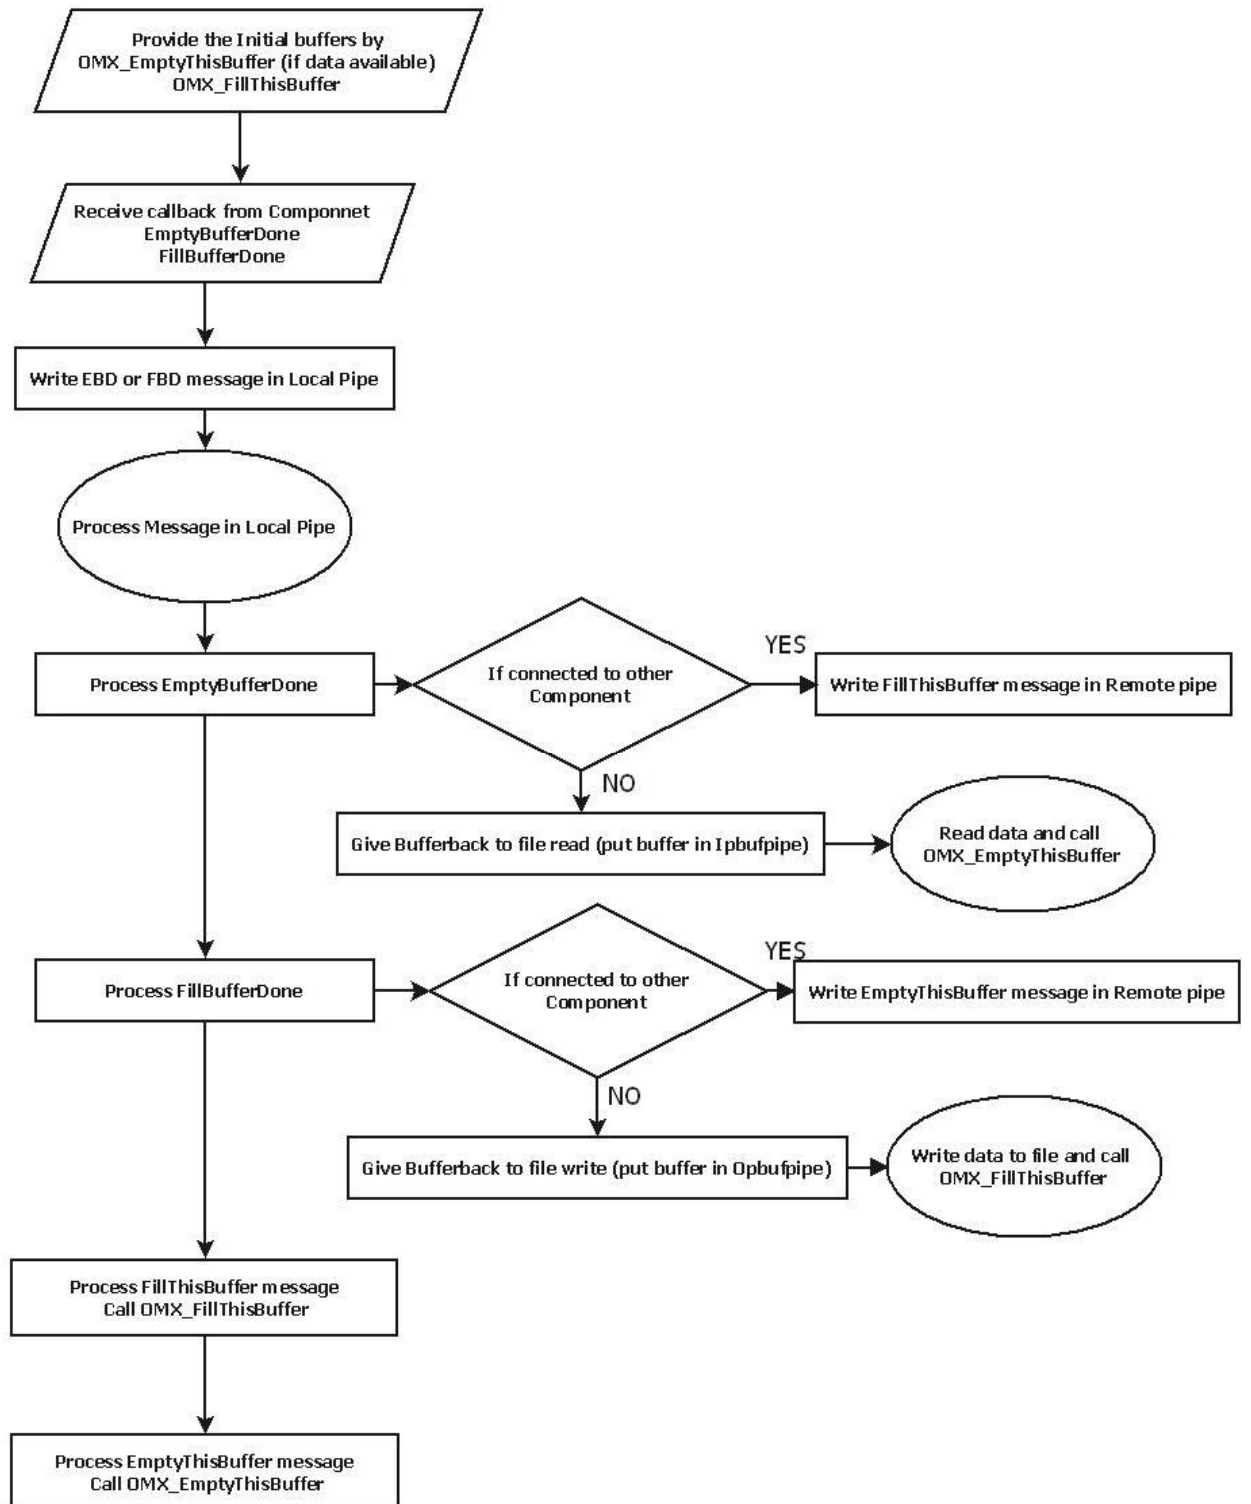 Provide the Initial buffers by
OMX_EmptyThisBuffer (if data available)
OMX_FillThisBuffer
Receive callback from Componnet
EmptyBufferDone
FillBufferDone
Write EBD or FBD message in Local Pipe
Process Message in Local Pipe
Process EmptyBufferDone
If connected to other
Component
YES
Write FillThisBuffer message in Remote pipe
NO
Give Bufferback to file read (put buffer in Ipbufpipe)
Read data and call
OMX_EmptyThisBuffer
Process FillBufferDone
If connected to other
Component
YES
Write EmptyThisBuffer message in Remote pipe
NO
Give Bufferback to file write (put buffer in Opbufpipe)
Write data to file and call
OMX_FillThisBuffer
Process FillThisBuffer message
Call OMX_FillThisBuffer
Process EmptyThisBuffer message
Call OMX_EmptyThisBuffer